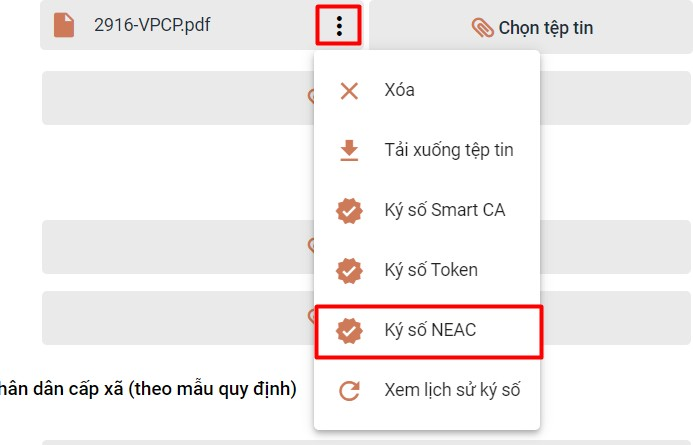 2916-VPCP.pdf
Chọn tệp tin
Xóa
Tải xuống tệp tin
Ký số Smart CA
Ký số Token
Ký số NEAC
hân dân cấp xã (theo mẫu quy định)
Xem lịch sử ký số